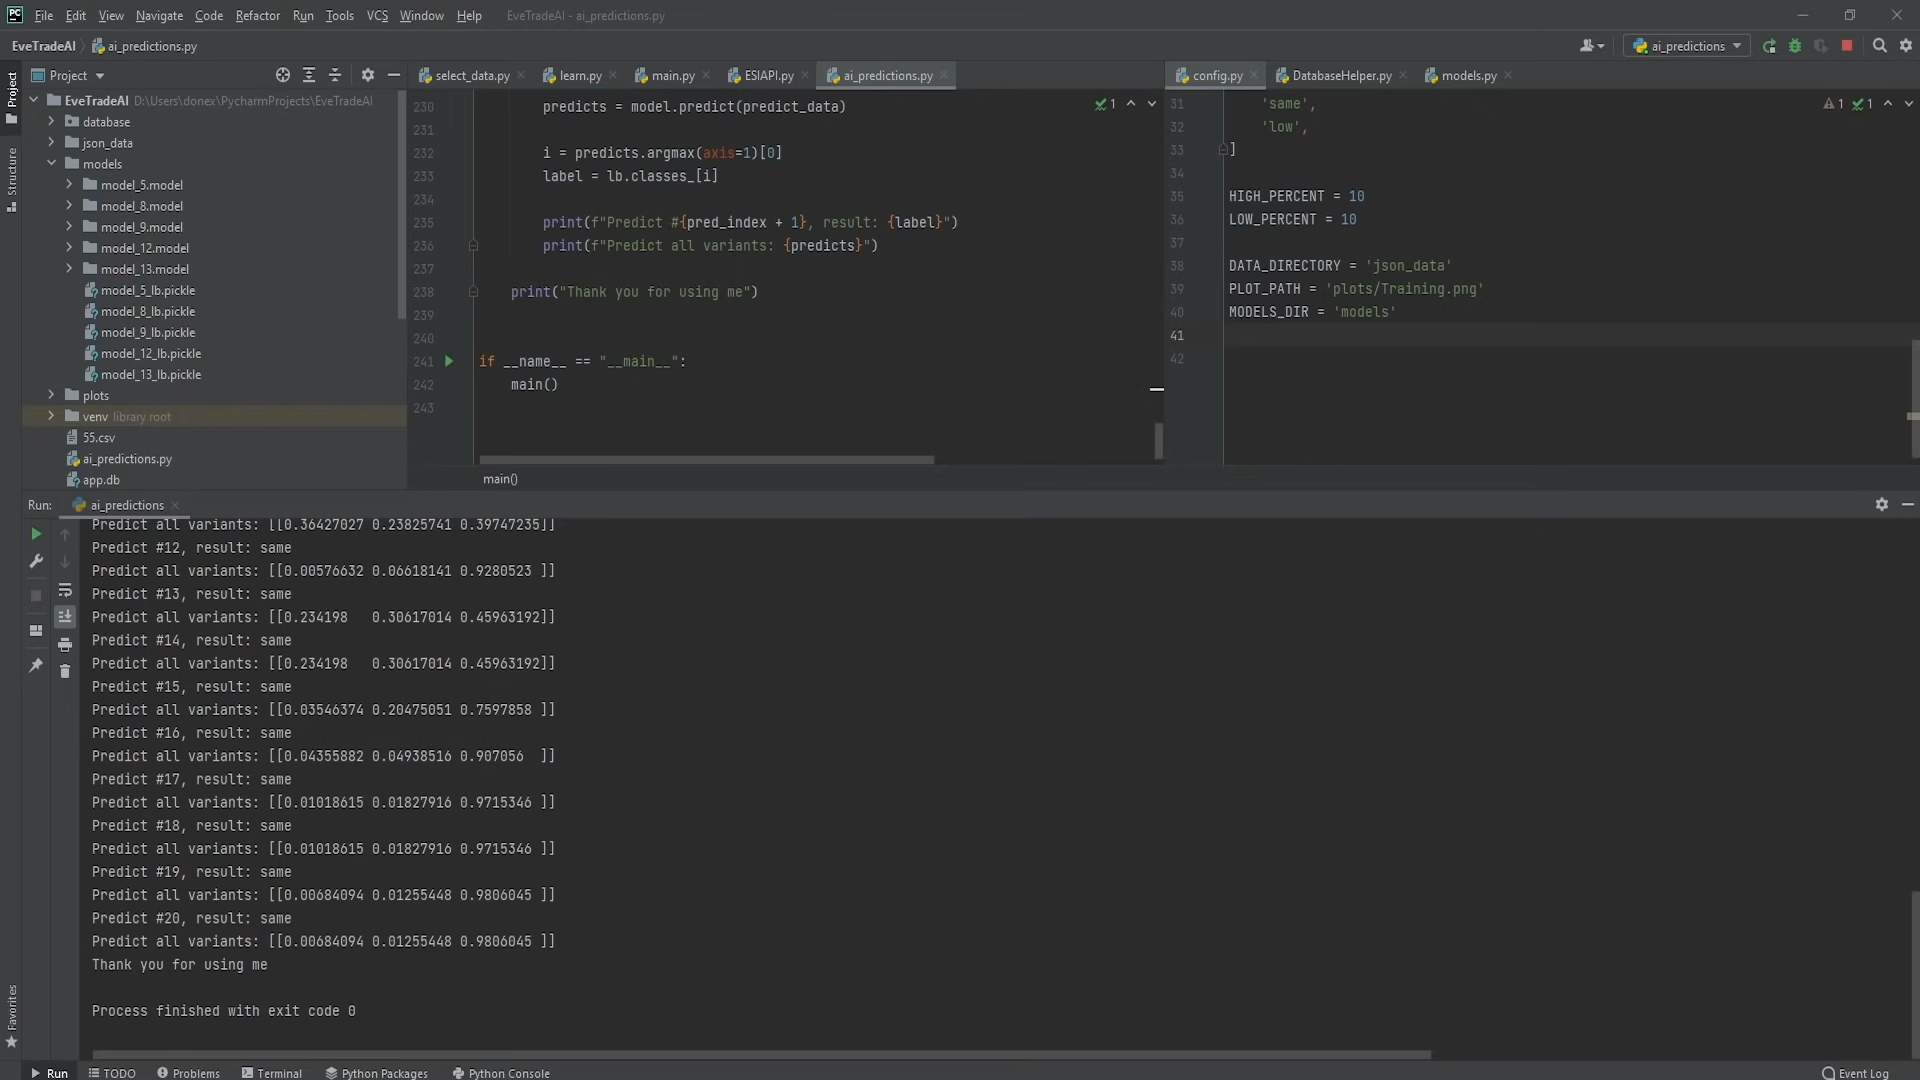 File Edit View Navigate Code Refactor Run Tools VCS Window Help EveTradeAI - ai_predictions.py
EveTradeAI ai_predictions.py
ai_predictions
Project
select_data.py learn.py main.py ESIAPI.py ai_predictions.py
config.py DatabaseHelper.py models.py
Project
Structure
Favorites
EveTradeAI D:\Users\donex\PycharmProjects\EveTradeAI
database
json_data
models
model_5.model
model_8.model
model_9.model
model_12.model
model_13.model
model_5_lb.pickle
model_8_lb.pickle
model_9_lb.pickle
model_12_lb.pickle
model_13_lb.pickle
plots
venv library root
55.csv
ai_predictions.py
app.db
230 predicts = model.predict(predict_data)
231
232 i = predicts.argmax(axis=1)[0]
233 label = lb.classes_[i]
234
235 print(f"Predict #{pred_index + 1}, result: {label}")
236 print(f"Predict all variants: {predicts}")
237
238 print("Thank you for using me")
239
240
241 if __name__ == "__main__":
242 main()
243
1
main()
31 'same',
32 'low',
33 ]
34
35 HIGH_PERCENT = 10
36 LOW_PERCENT = 10
37
38 DATA_DIRECTORY = 'json_data'
39 PLOT_PATH = 'plots/Training.png'
40 MODELS_DIR = 'models'
41
42
1 1
Run: ai_predictions
Predict all variants: [[0.36427027 0.23825741 0.39747235]]
Predict #12, result: same
Predict all variants: [[0.00576632 0.06618141 0.9280523 ]]
Predict #13, result: same
Predict all variants: [[0.234198   0.30617014 0.45963192]]
Predict #14, result: same
Predict all variants: [[0.234198   0.30617014 0.45963192]]
Predict #15, result: same
Predict all variants: [[0.03546374 0.20475051 0.7597858 ]]
Predict #16, result: same
Predict all variants: [[0.04355882 0.04938516 0.907056  ]]
Predict #17, result: same
Predict all variants: [[0.01018615 0.01827916 0.9715346 ]]
Predict #18, result: same
Predict all variants: [[0.01018615 0.01827916 0.9715346 ]]
Predict #19, result: same
Predict all variants: [[0.00684094 0.01255448 0.9806045 ]]
Predict #20, result: same
Predict all variants: [[0.00684094 0.01255448 0.9806045 ]]
Thank you for using me
Process finished with exit code 0
Run TODO Problems Terminal Python Packages Python Console Event Log